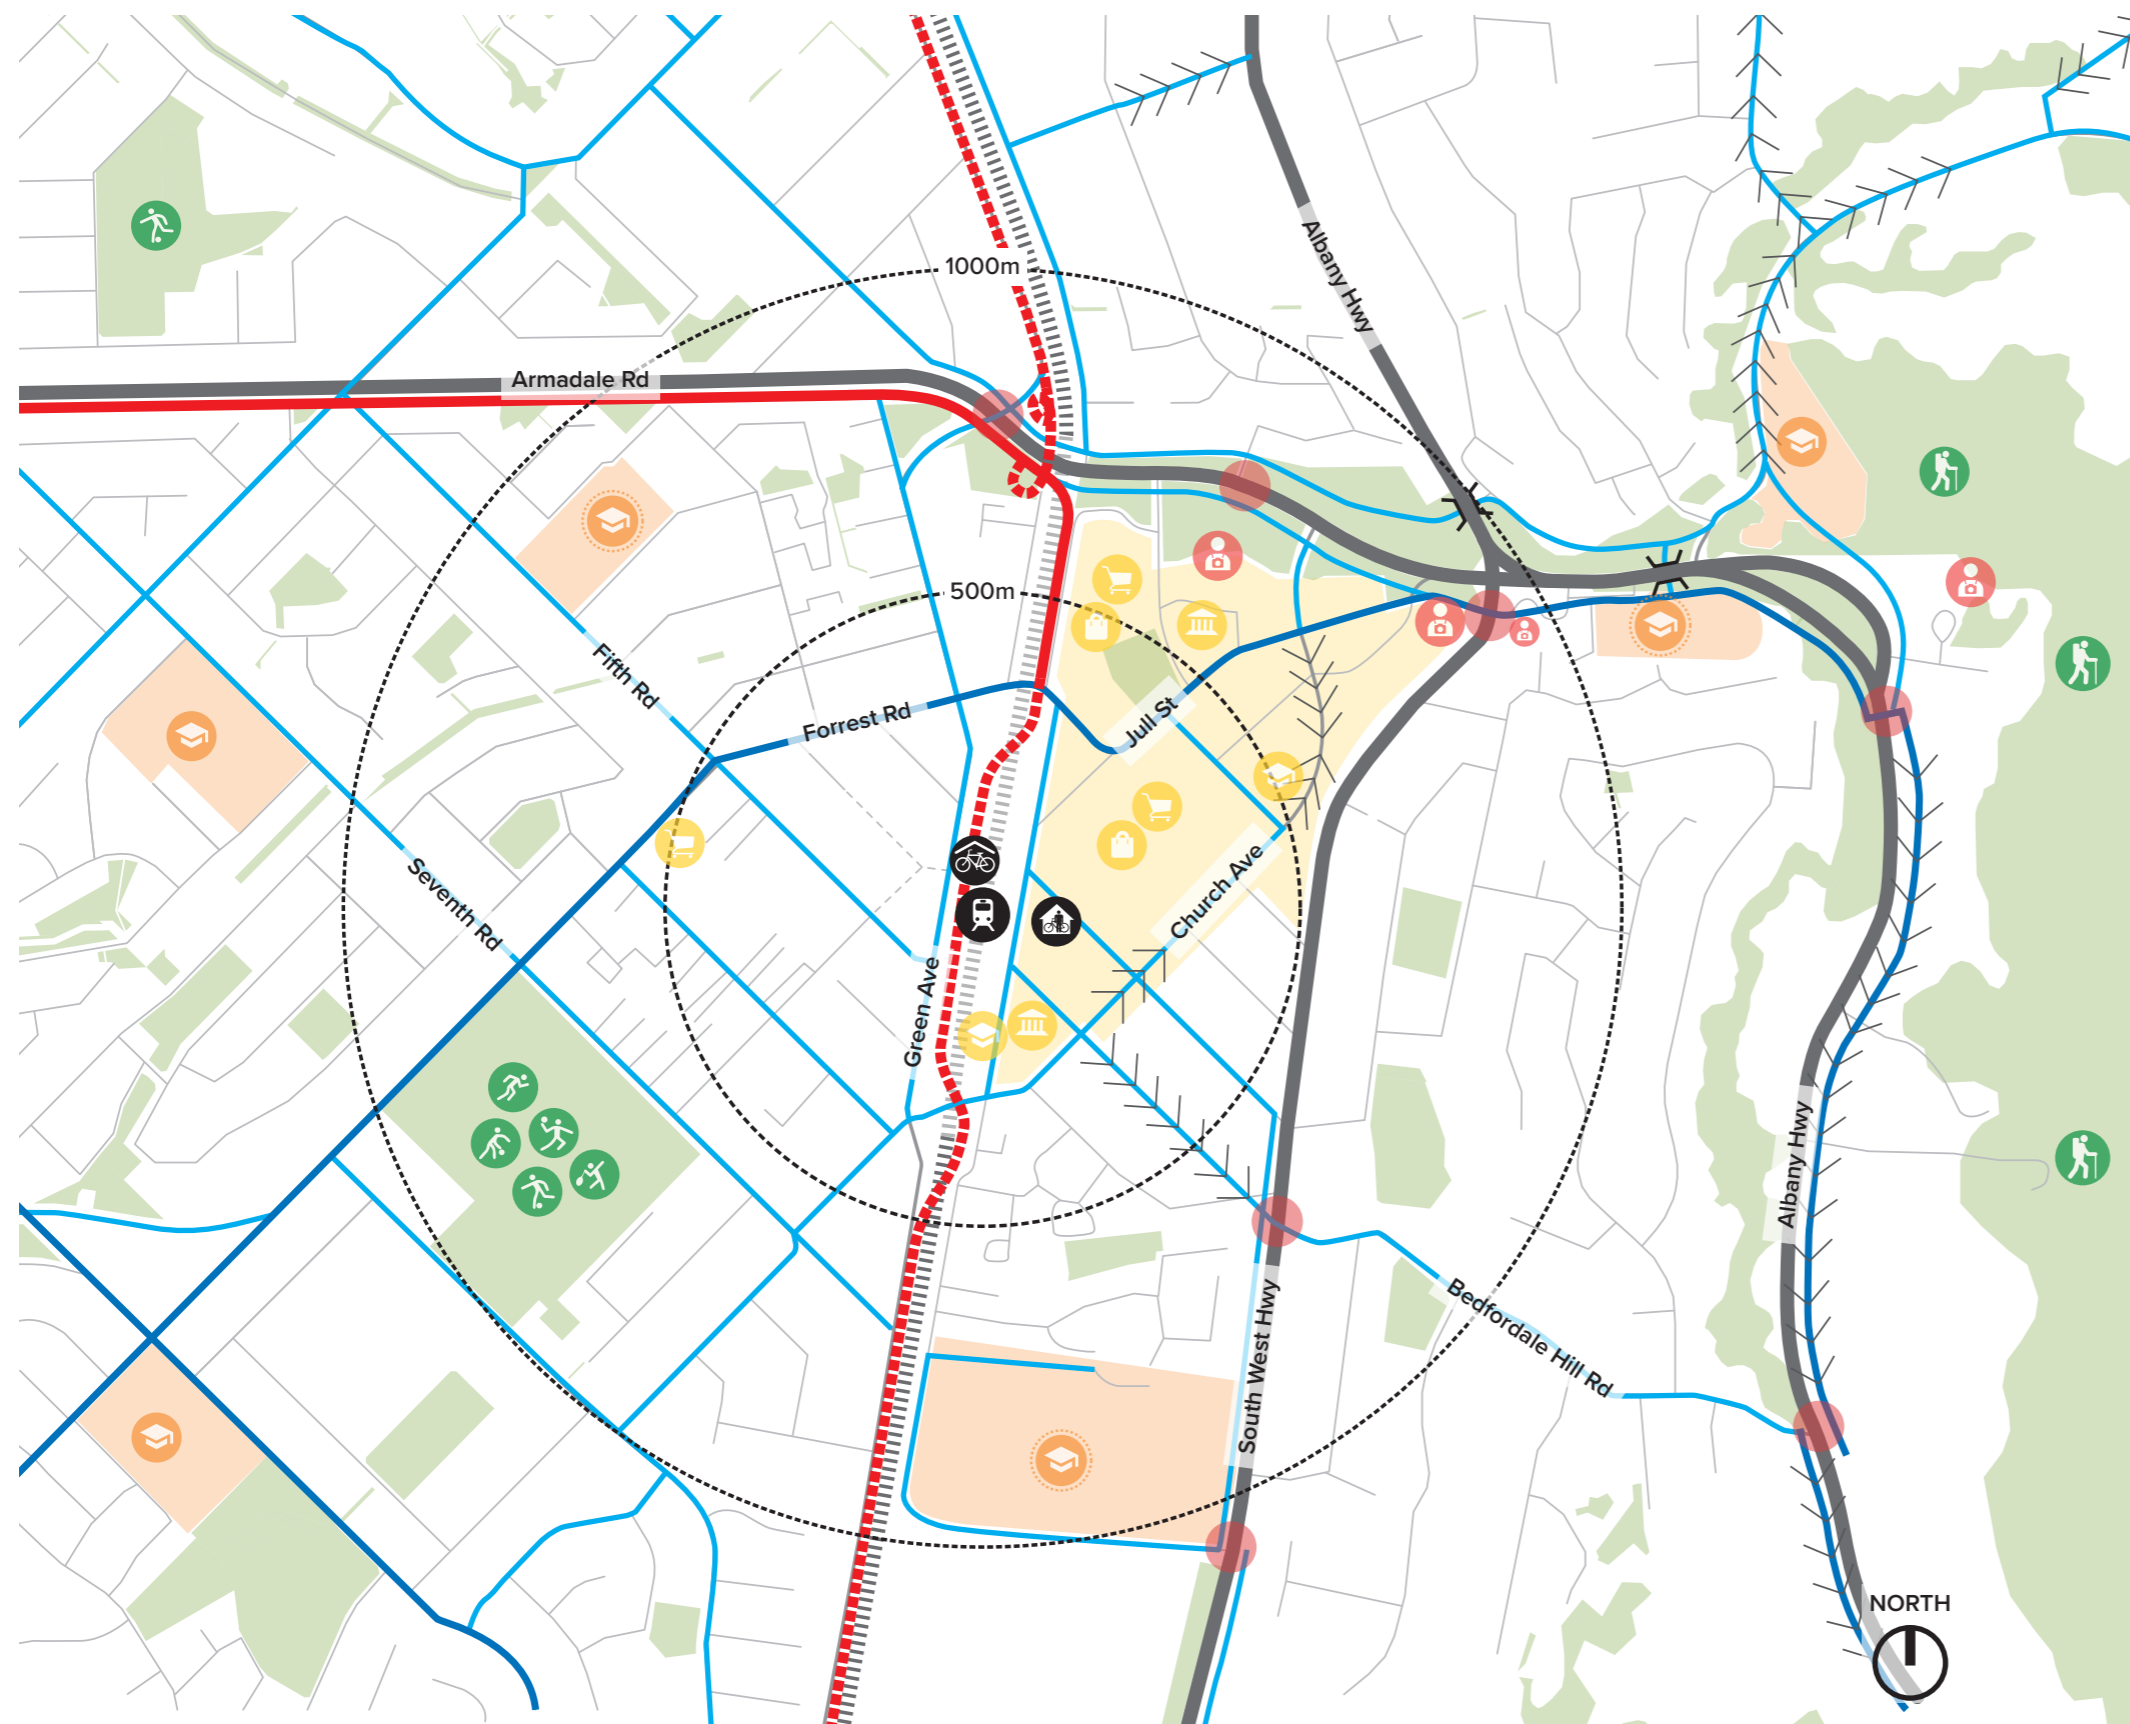 Albany Hwy
1000m
Armadale Rd
500m
Fifth Rd
Forrest Rd
Jull St
Seventh Rd
Church Ave
Green Ave
Albany Hwy
South West Hwy
Bedfordale Hill Rd
NORTH